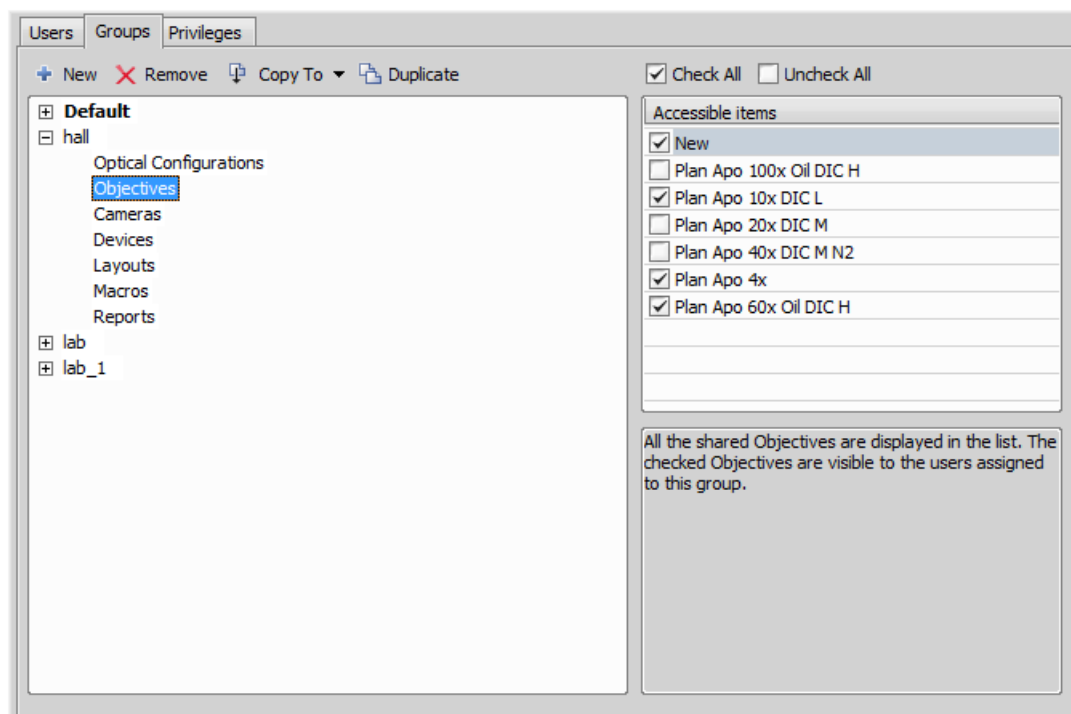 Users Groups Privileges
New Remove Copy To Duplicate
Check All Uncheck All
Default
hall
Optical Configurations
Objectives
Cameras
Devices
Layouts
Macros
Reports
lab
lab_1
Accessible items
New
Plan Apo 100x Oil DIC H
Plan Apo 10x DIC L
Plan Apo 20x DIC M
Plan Apo 40x DIC M N2
Plan Apo 4x
Plan Apo 60x Oil DIC H
All the shared Objectives are displayed in the list. The
checked Objectives are visible to the users assigned
to this group.